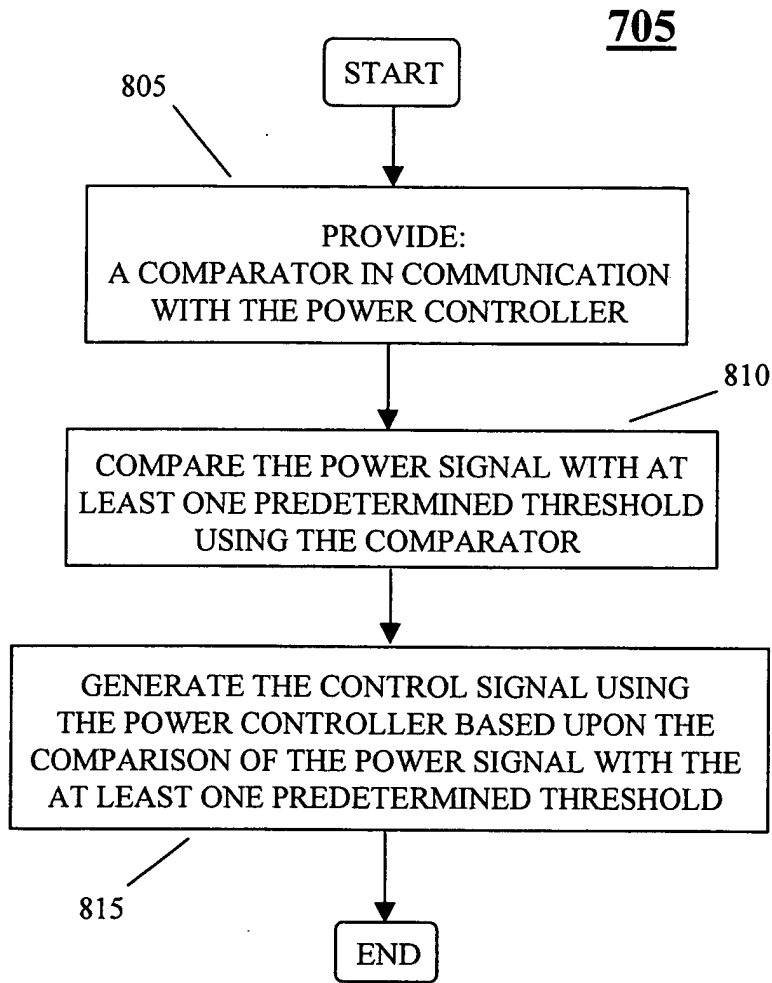 705
START
805
PROVIDE:
A COMPARATOR IN COMMUNICATION
WITH THE POWER CONTROLLER
810
COMPARE THE POWER SIGNAL WITH AT
LEAST ONE PREDETERMINED THRESHOLD
USING THE COMPARATOR
GENERATE THE CONTROL SIGNAL USING
THE POWER CONTROLLER BASED UPON THE
COMPARISON OF THE POWER SIGNAL WITH THE
AT LEAST ONE PREDETERMINED THRESHOLD
815
END